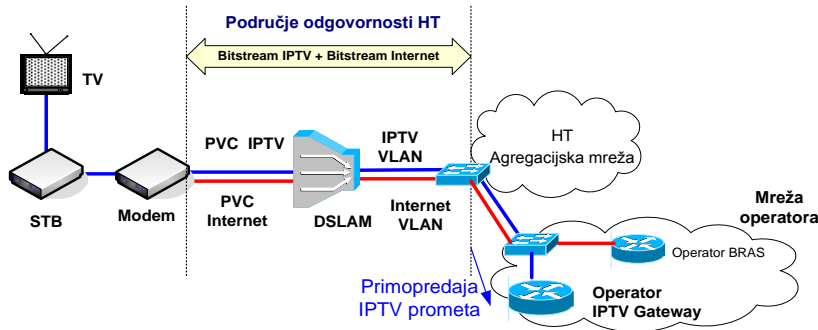 Područje odgovornosti HT
Bitstream IPTV + Bitstream Internet
TV
PVC IPTV
IPTV
VLAN
HT
Agregacijska mreža
STB
Modem
PVC
Internet
DSLAM
Internet
VLAN
Mreža
operatora
Operator BRAS
Primopredaja
IPTV prometa
Operator
IPTV Gateway